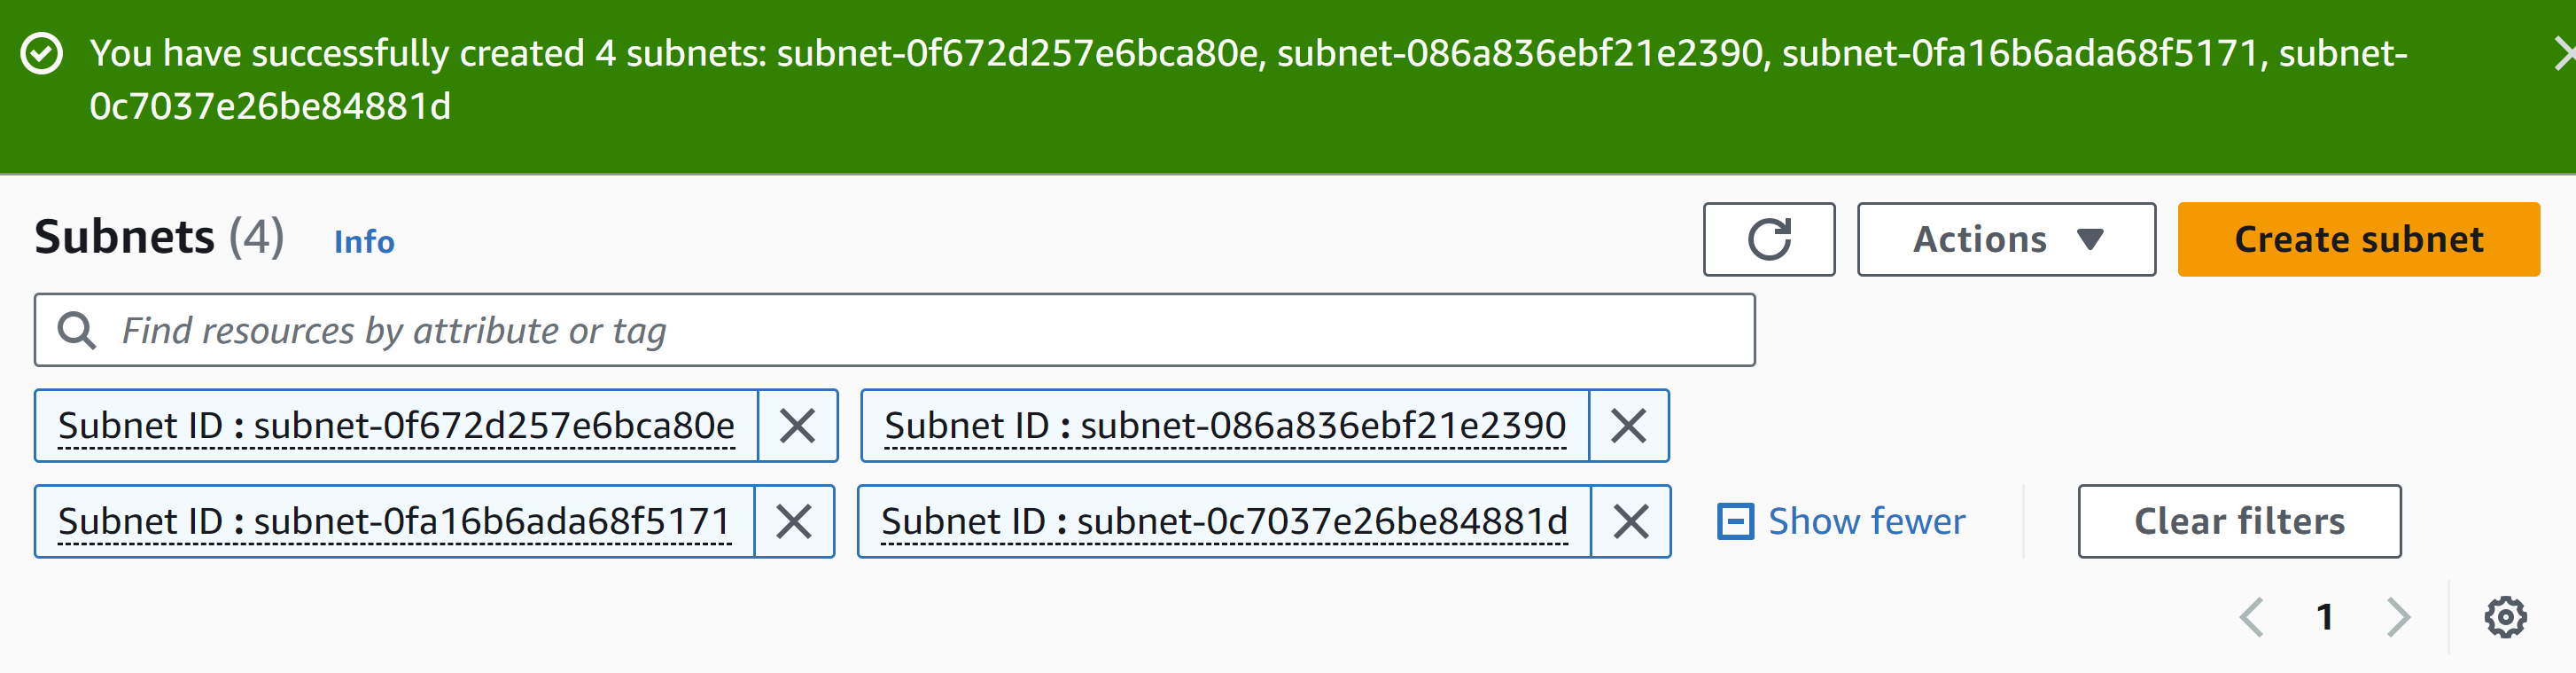 You have successfully created 4 subnets: subnet-0f672d257e6bca80e, subnet-086a836ebf21e2390, subnet-0fa16b6ada68f5171, subnet-
0c7037e26be84881d
Subnets (4) Info
Actions
Create subnet
Find resources by attribute or tag
Subnet ID : subnet-0f672d257e6bca80e
Subnet ID : subnet-086a836ebf21e2390
Subnet ID : subnet-0fa16b6ada68f5171
Subnet ID : subnet-0c7037e26be84881d
Show fewer
Clear filters
1